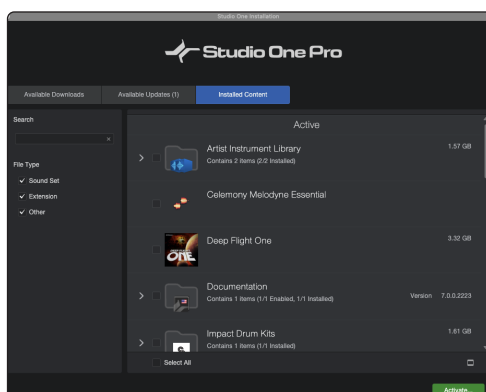 Studio One Installation
Studio One Pro
Available Downloads
Available Updates (1)
Installed Content
Search
×
File Type
✓ Sound Set
✓ Extension
✓ Other
Active
Artist Instrument Library
1.57 GB
Contains 2 items (2/2 Installed)
Celemony Melodyne Essential
Deep Flight One
3.32 GB
ONE
Documentation
Contains 1 items (1/1 Enabled, 1/1 Installed)
Version 7.0.0.2223
Impact Drum Kits
1.61 GB
Contains 1 items (1/1 Installed)
Select All
Activate...